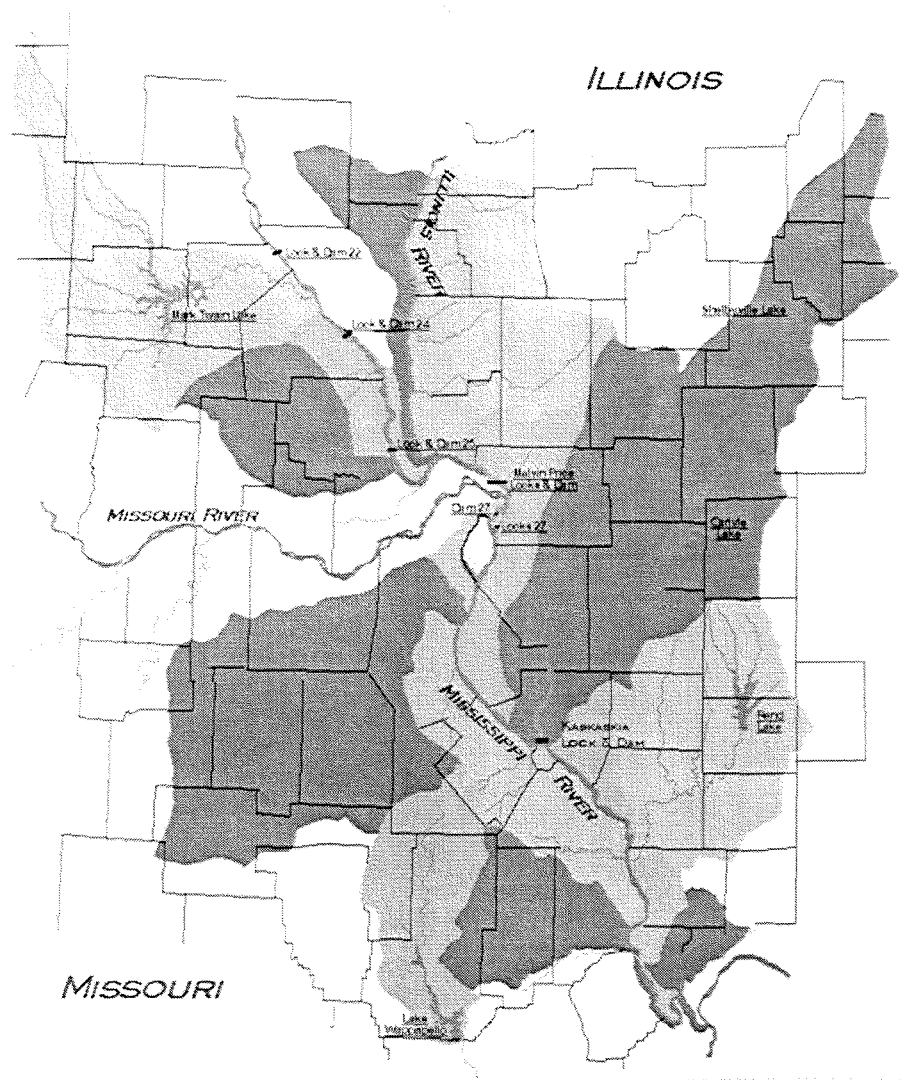 ILLINOIS
RIVER
Lock & Dam 22
Mark Twain Lake
Lock & Dam 24
Shelbyville Lake
Lock & Dam 25
Melvin Price
Locks & Dam
MISSOURI RIVER
Dam 27
Locks 27
Carlyle
Lake
MISSISSIPPI
RIVER
KASKASKIA
LOCK & DAM
Rend
Lake
MISSOURI
Lake
Wappapello